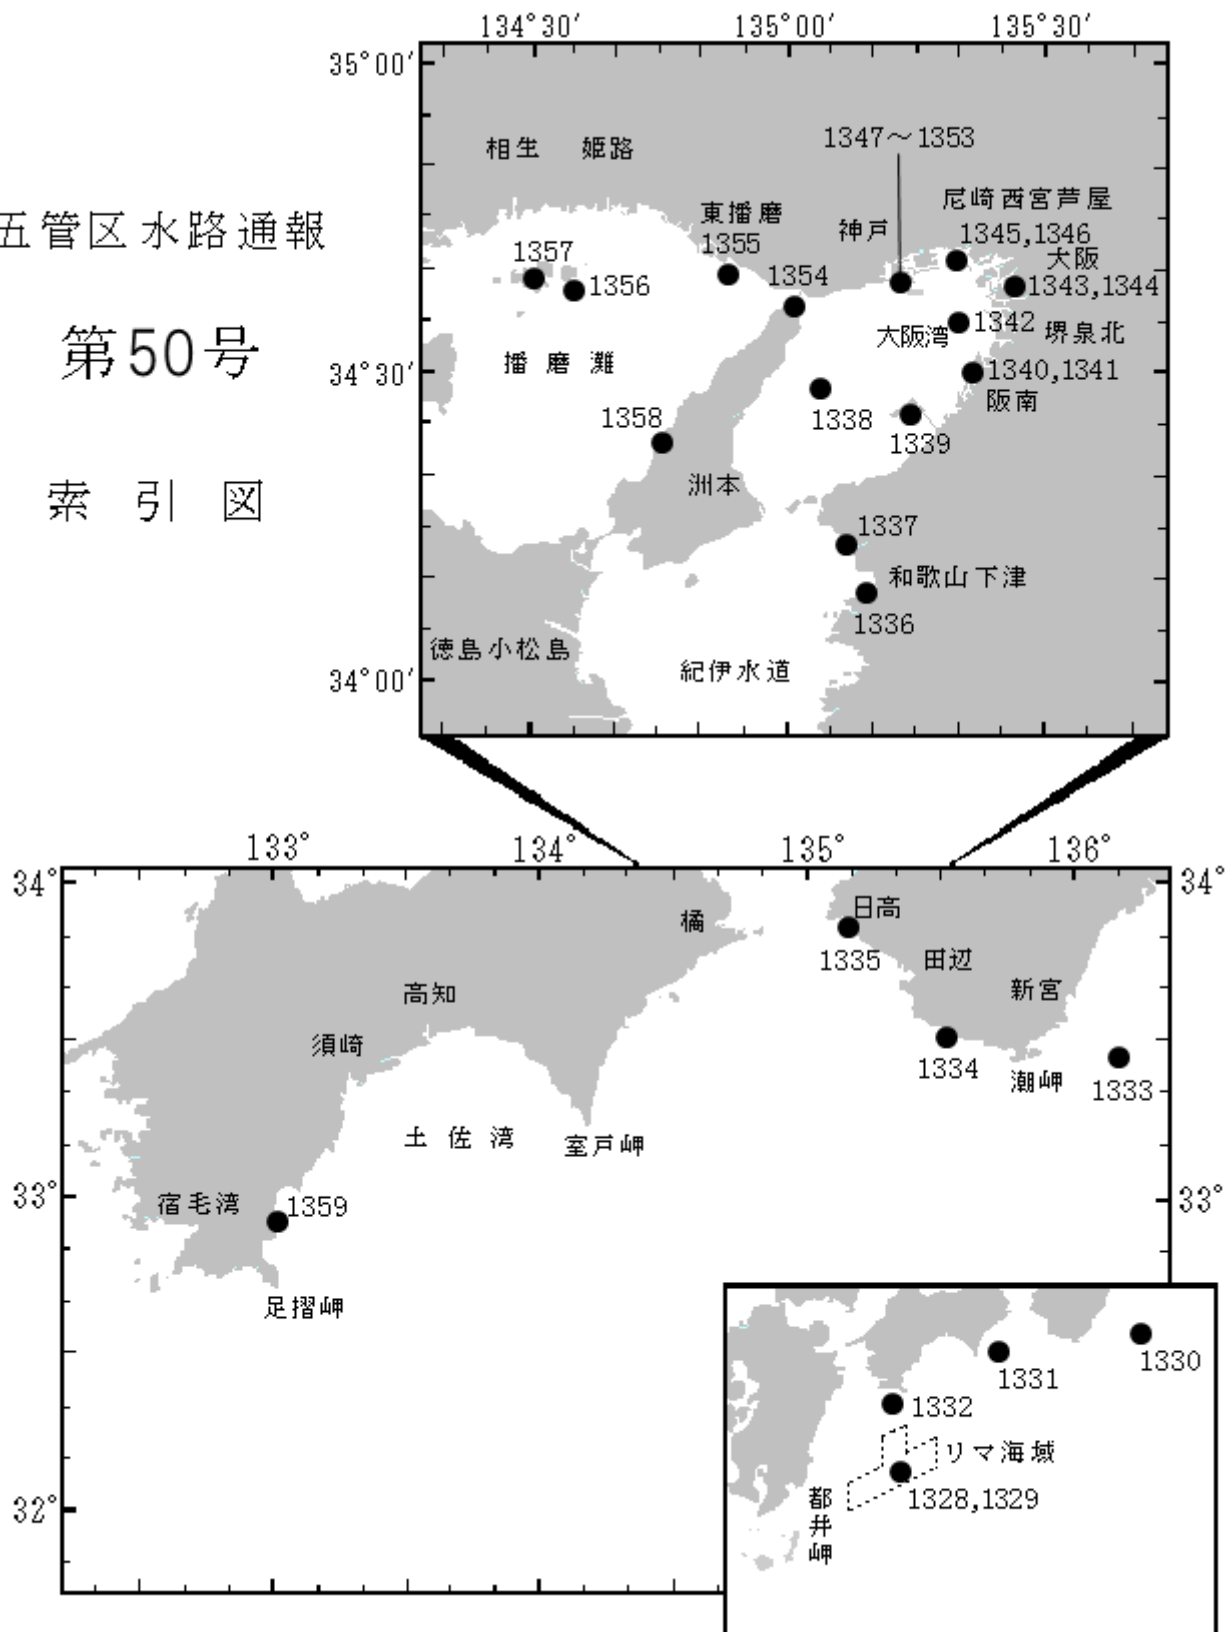 134°30′ 135°00′ 135°30′
35°00′
相生 姫路
1347～1353
五管区水路通報
東播磨
神戸
尼崎西宮芦屋
1357
1355
1345,1346
1356
1354
大阪
1343,1344
第50号
播磨灘
大阪湾
1342
堺泉北
34°30′
1340,1341
阪南
1358
1338
1339
索引図
洲本
1337
和歌山下津
1336
徳島小松島
紀伊水道
34°00′
133° 134° 135° 136°
34°
34°
橘
日高
1335
田辺
高知
新宮
須崎
1334
潮岬
1333
土佐湾
室戸岬
33°
33°
宿毛湾
1359
足摺岬
1330
1331
1332
リマ海域
1328,1329
都井岬
32°